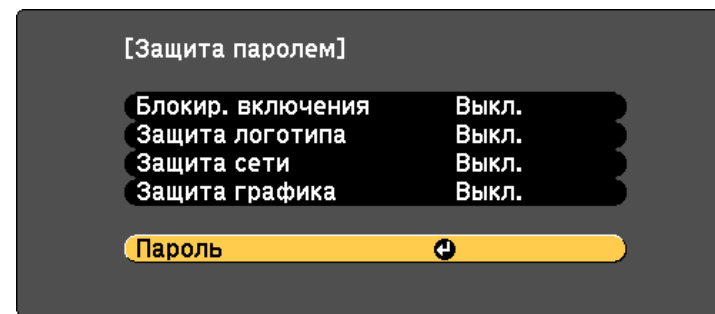 [Защита паролем]
Блокир. включения Выкл.
Защита логотипа Выкл.
Защита сети Выкл.
Защита графика Выкл.
Пароль